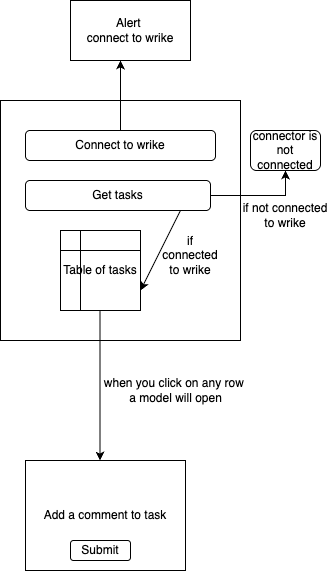 Alert
connect to wrike
Connect to wrike
connector is
not
connected
Get tasks
if not connected
to wrike
if
connected
to wrike
Table of tasks
when you click on any row
a model will open
Add a comment to task
Submit